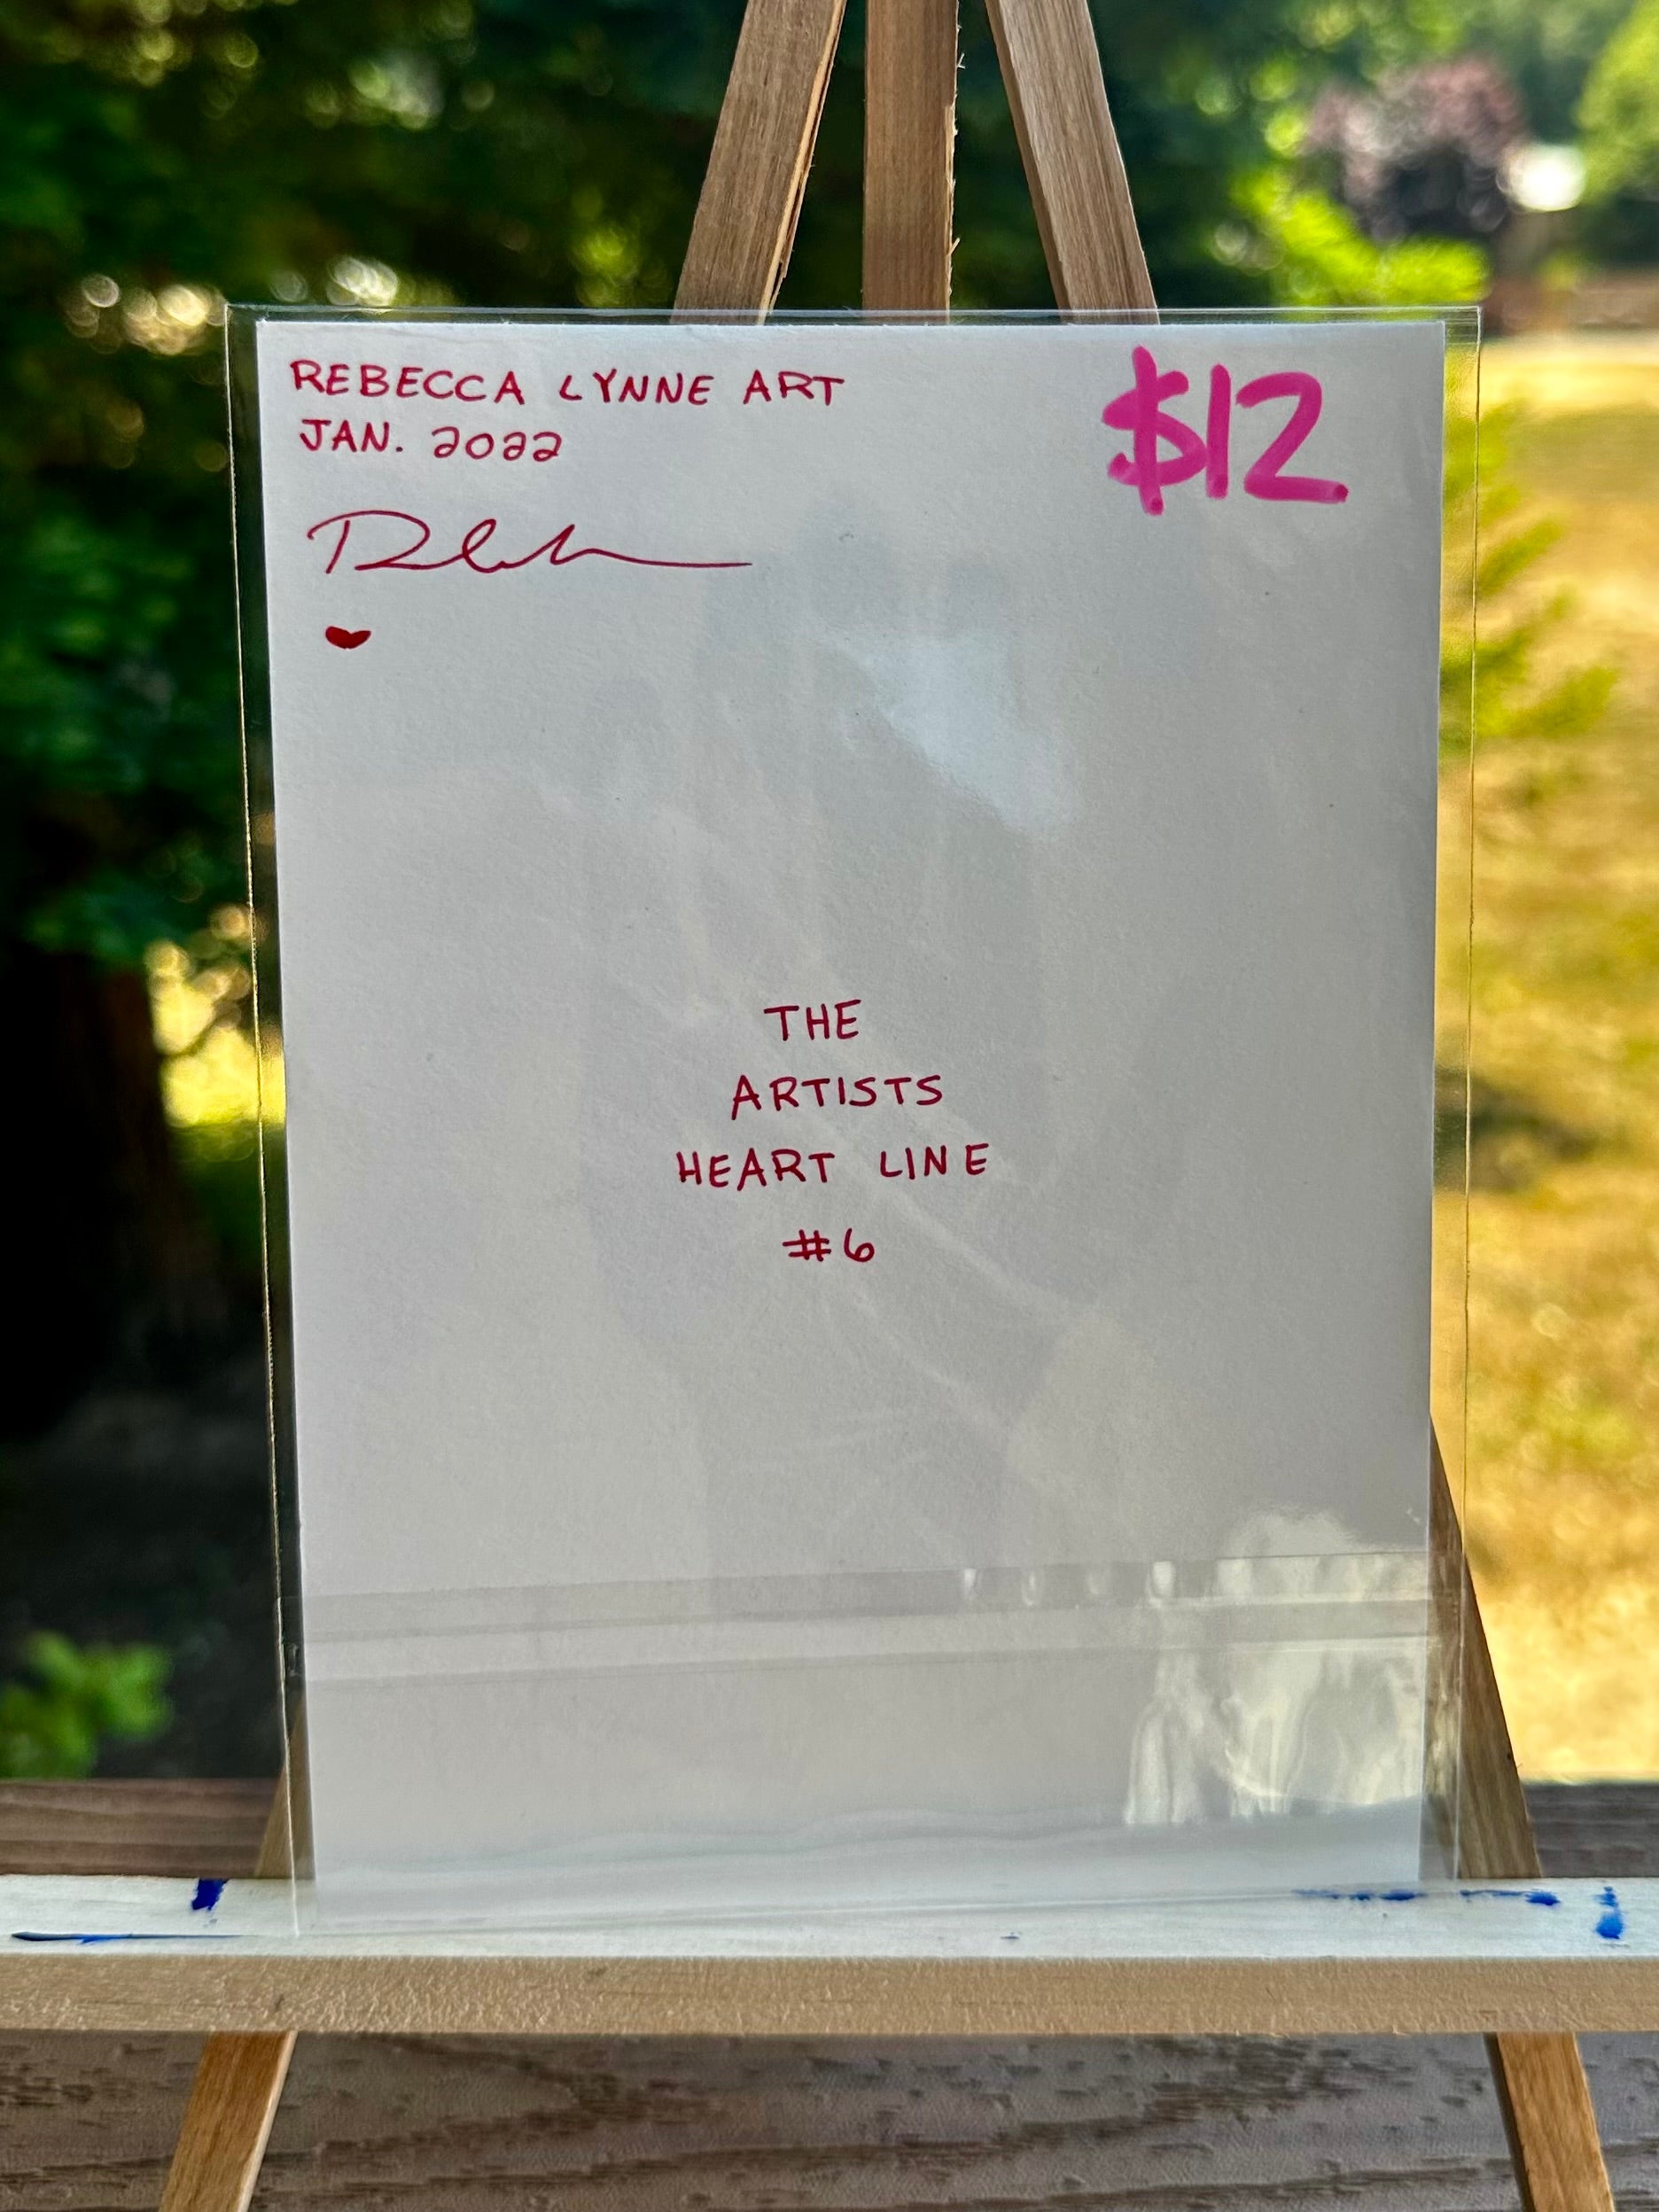 REBECCA LYNNE ART
JAN. 2022
$12
THE
ARTISTS
HEART LINE
#6